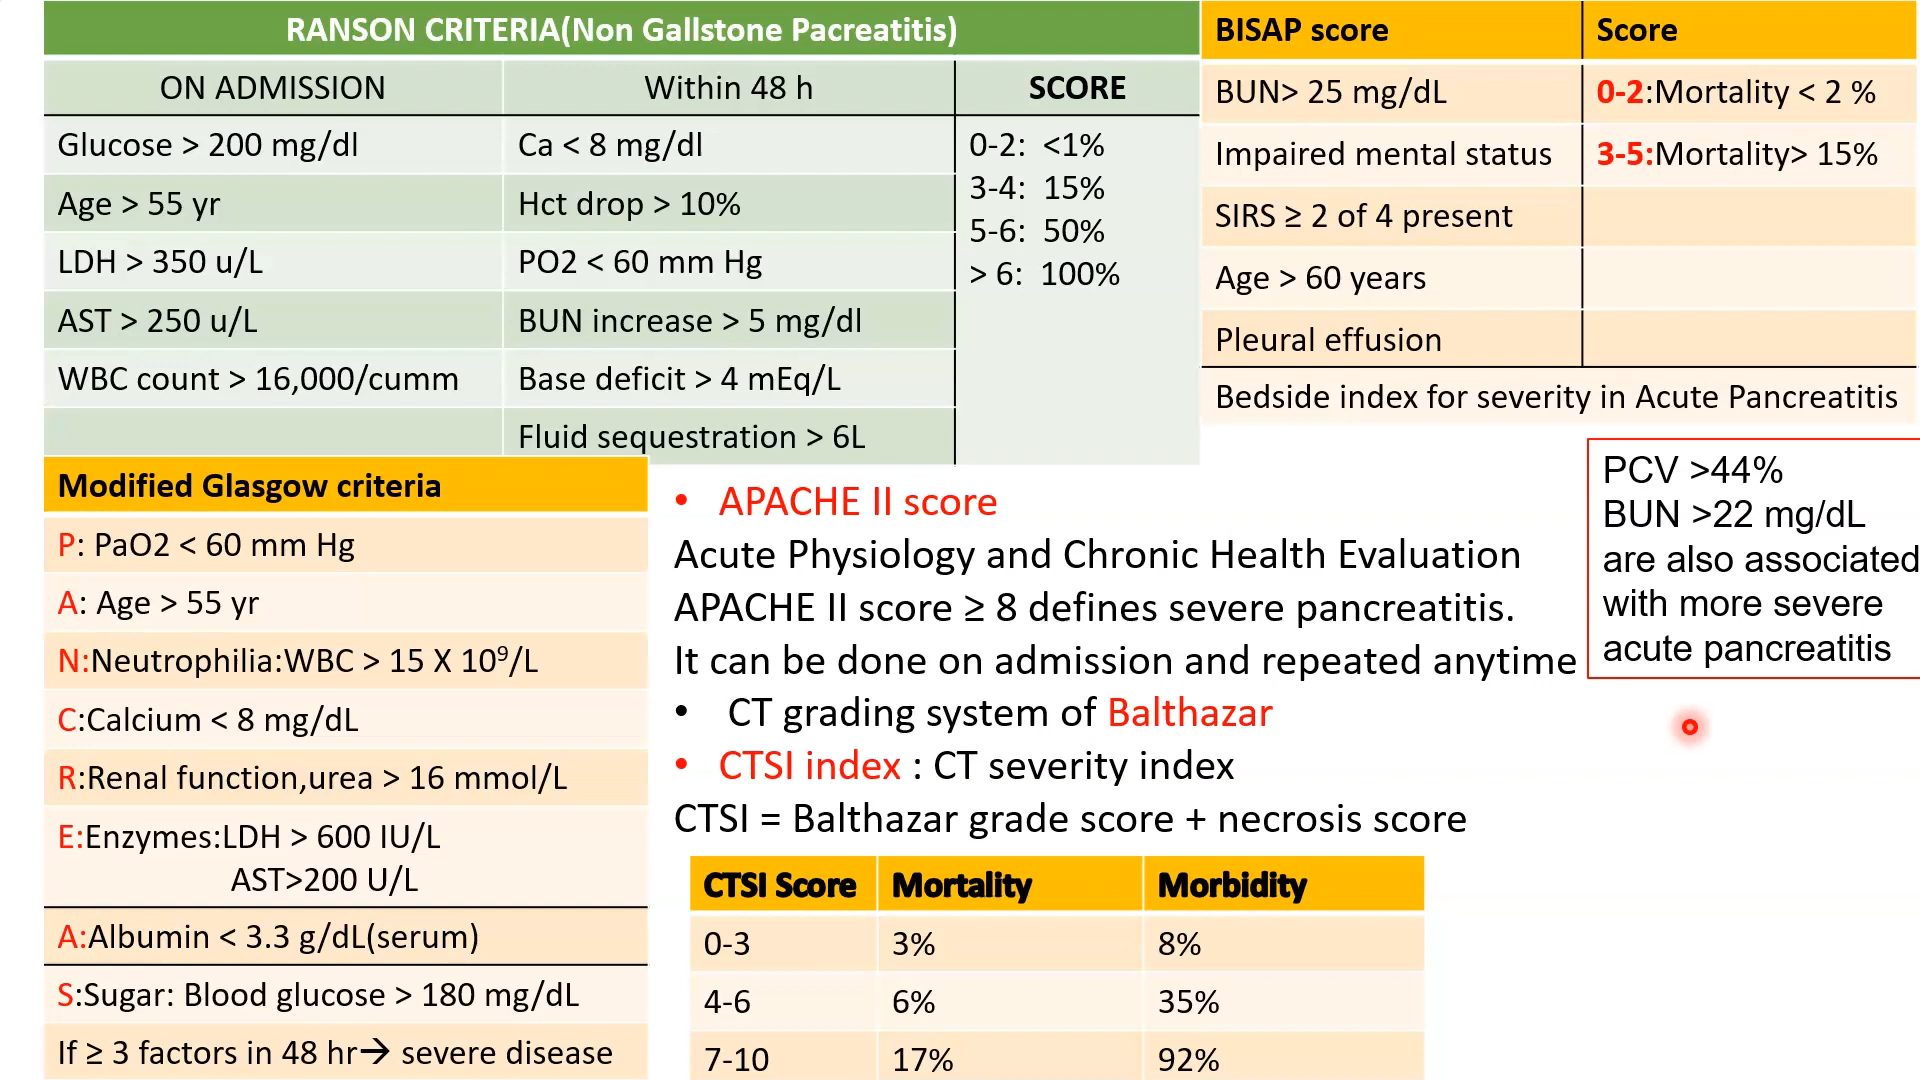 RANSON CRITERIA(Non Gallstone Pacreatitis)
ON ADMISSION Within 48 h SCORE
Glucose > 200 mg/dl Ca < 8 mg/dl 0-2: <1%
Age > 55 yr Hct drop > 10% 3-4: 15%
LDH > 350 u/L PO2 < 60 mm Hg 5-6: 50%
AST > 250 u/L BUN increase > 5 mg/dl > 6: 100%
WBC count > 16,000/cumm Base deficit > 4 mEq/L
Fluid sequestration > 6L
BISAP score Score
BUN> 25 mg/dL 0-2:Mortality < 2 %
Impaired mental status 3-5:Mortality> 15%
SIRS ≥ 2 of 4 present
Age > 60 years
Pleural effusion
Bedside index for severity in Acute Pancreatitis
Modified Glasgow criteria
P: PaO2 < 60 mm Hg
A: Age > 55 yr
N:Neutrophilia:WBC > 15 X 10⁹/L
C:Calcium < 8 mg/dL
R:Renal function,urea > 16 mmol/L
E:Enzymes:LDH > 600 IU/L
AST>200 U/L
A:Albumin < 3.3 g/dL(serum)
S:Sugar: Blood glucose > 180 mg/dL
If ≥ 3 factors in 48 hr→ severe disease
• APACHE II score
Acute Physiology and Chronic Health Evaluation
APACHE II score ≥ 8 defines severe pancreatitis.
It can be done on admission and repeated anytime
• CT grading system of Balthazar
• CTSI index : CT severity index
CTSI = Balthazar grade score + necrosis score
CTSI Score Mortality Morbidity
0-3 3% 8%
4-6 6% 35%
7-10 17% 92%
PCV >44%
BUN >22 mg/dL
are also associated
with more severe
acute pancreatitis